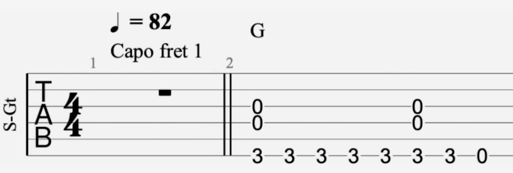 ♩ = 82
Capo fret 1
G
1
2
S-Gt
T
A
B
4
4
0 0
0 0
3 3 3 3 3 3 3 0